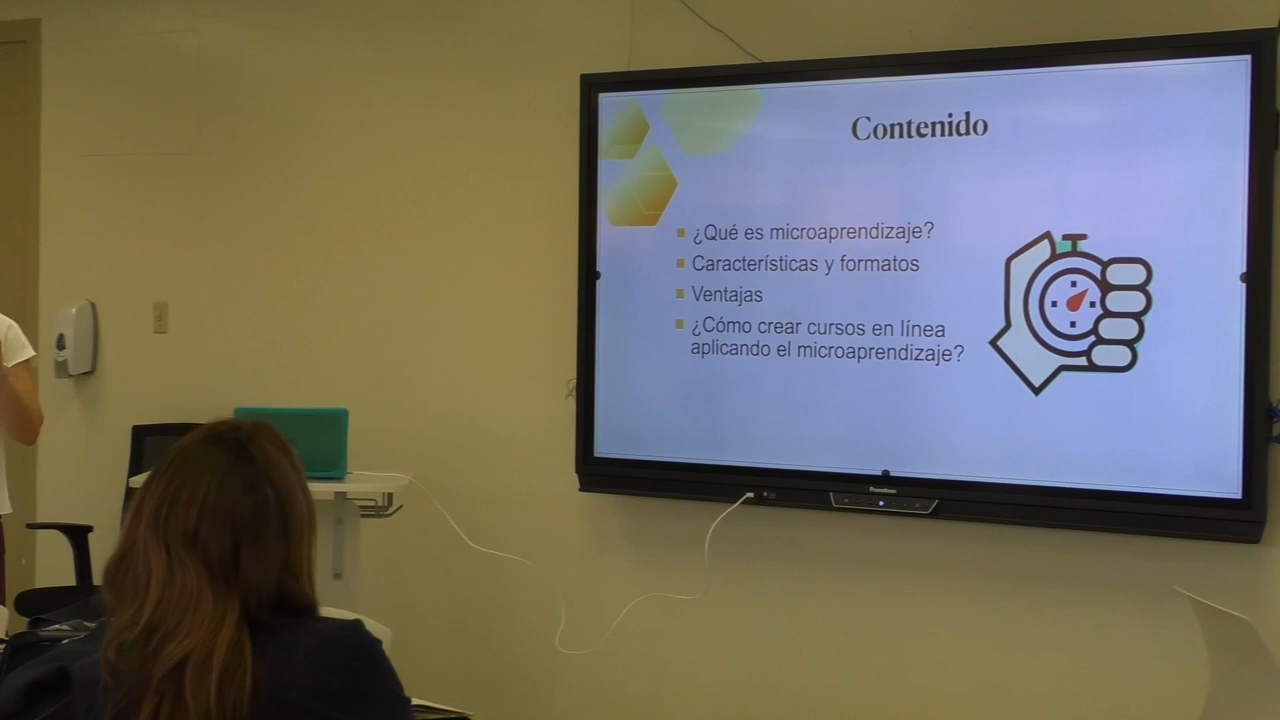 Contenido
¿Qué es microaprendizaje?
Características y formatos
Ventajas
¿Cómo crear cursos en línea
aplicando el microaprendizaje?